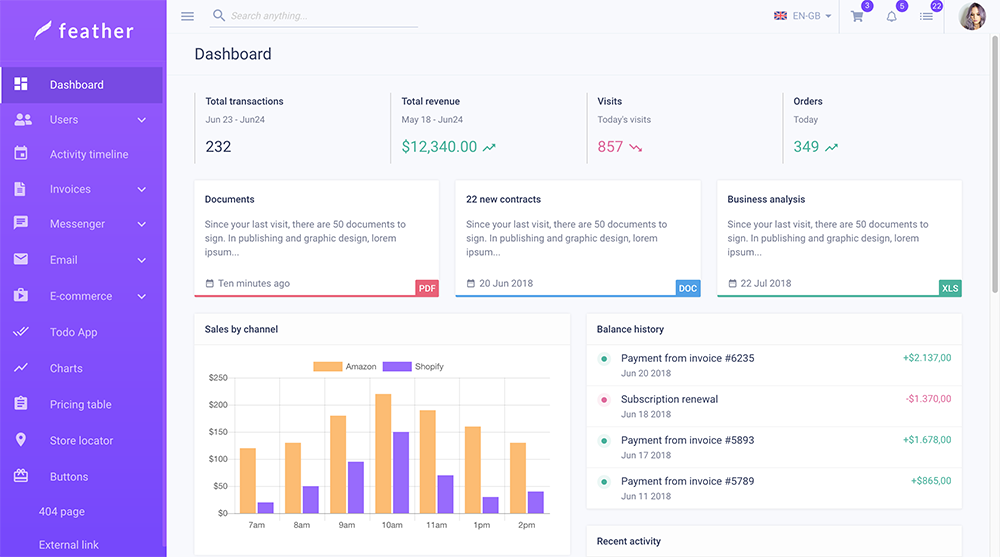 feather
Search anything...
EN-GB
3
5
22
Dashboard
Users
Activity timeline
Invoices
Messenger
Email
E-commerce
Todo App
Charts
Pricing table
Store locator
Buttons
404 page
External link
Dashboard
Total transactions
Jun 23 - Jun24
232
Total revenue
May 18 - Jun24
$12,340.00
Visits
Today's visits
857
Orders
Today
349
Documents
Since your last visit, there are 50 documents to
sign. In publishing and graphic design, lorem
ipsum...
Ten minutes ago
PDF
22 new contracts
Since your last visit, there are 50 documents to
sign. In publishing and graphic design, lorem
ipsum...
20 Jun 2018
DOC
Business analysis
Since your last visit, there are 50 documents to
sign. In publishing and graphic design, lorem
ipsum...
22 Jul 2018
XLS
Sales by channel
Amazon
Shopify
$250
$200
$150
$100
$50
$0
7am
8am
9am
10am
11am
1pm
2pm
Balance history
Payment from invoice #6235
+$2.137,00
Jun 20 2018
Subscription renewal
-$1.370,00
Jun 18 2018
Payment from invoice #5893
+$1.678,00
Jun 17 2018
Payment from invoice #5789
+$865,00
Jun 11 2018
Recent activity